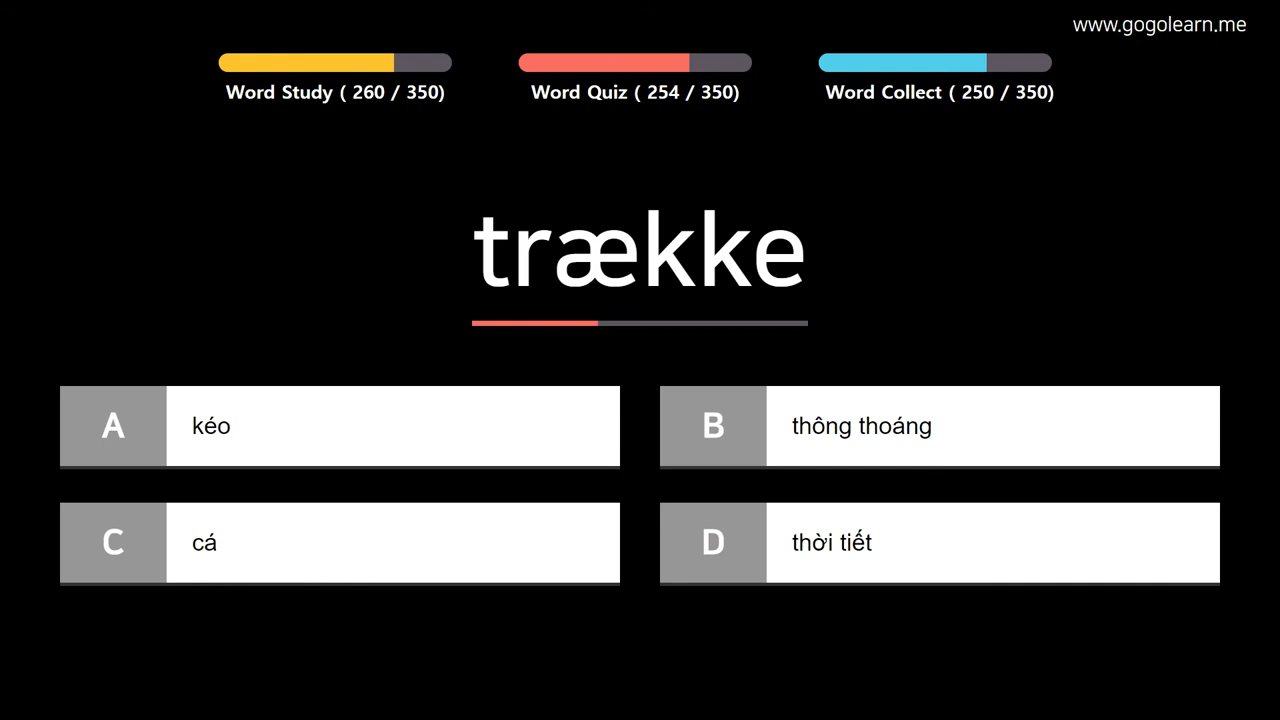 www.gogolearn.me
Word Study ( 260 / 350)
Word Quiz ( 254 / 350)
Word Collect ( 250 / 350)
trække
A kéo
B thông thoáng
C cá
D thời tiết